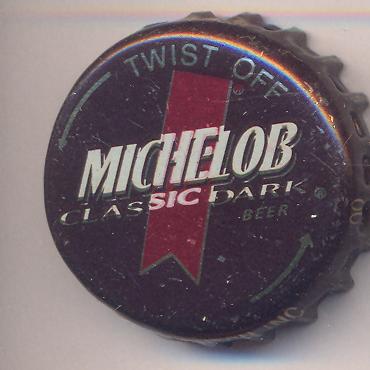 TWIST OFF
MICHELOB
CLASSIC DARK®
BEER